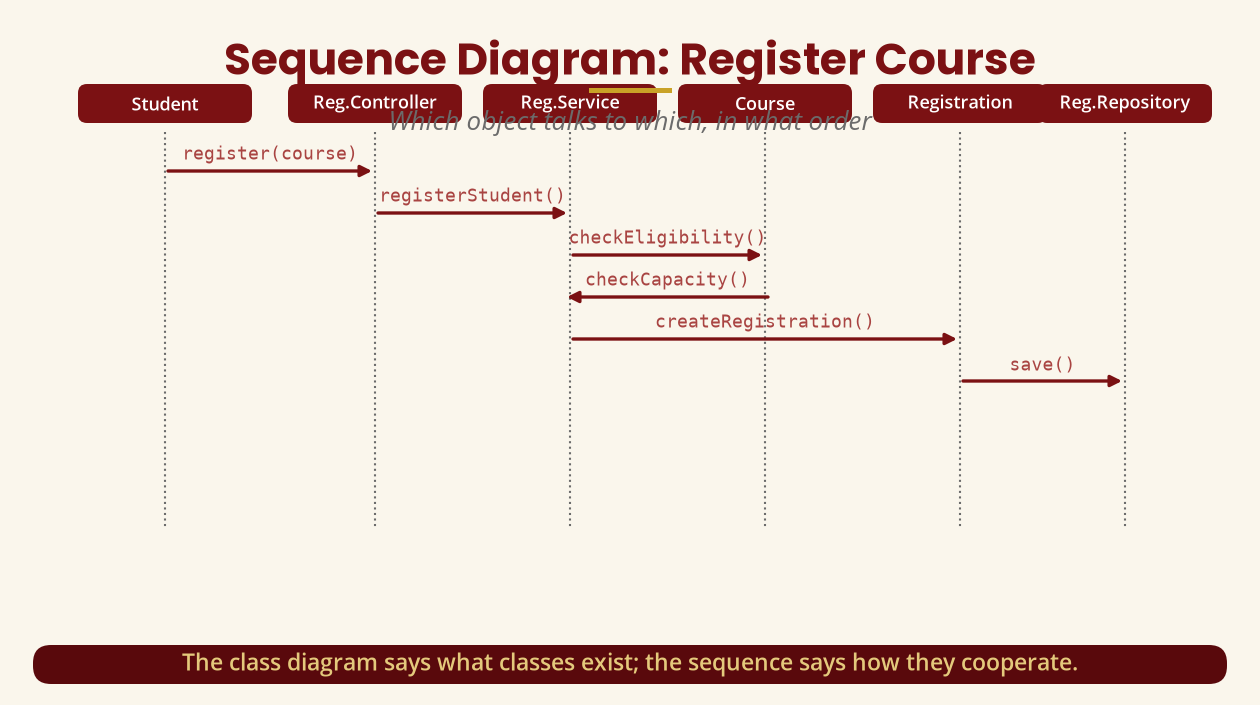 Sequence Diagram: Register Course
Student
Reg.Controller
Reg.Service
Course
Registration
Reg.Repository
Which object talks to which, in what order
register(course)
registerStudent()
checkEligibility()
checkCapacity()
createRegistration()
save()
The class diagram says what classes exist; the sequence says how they cooperate.